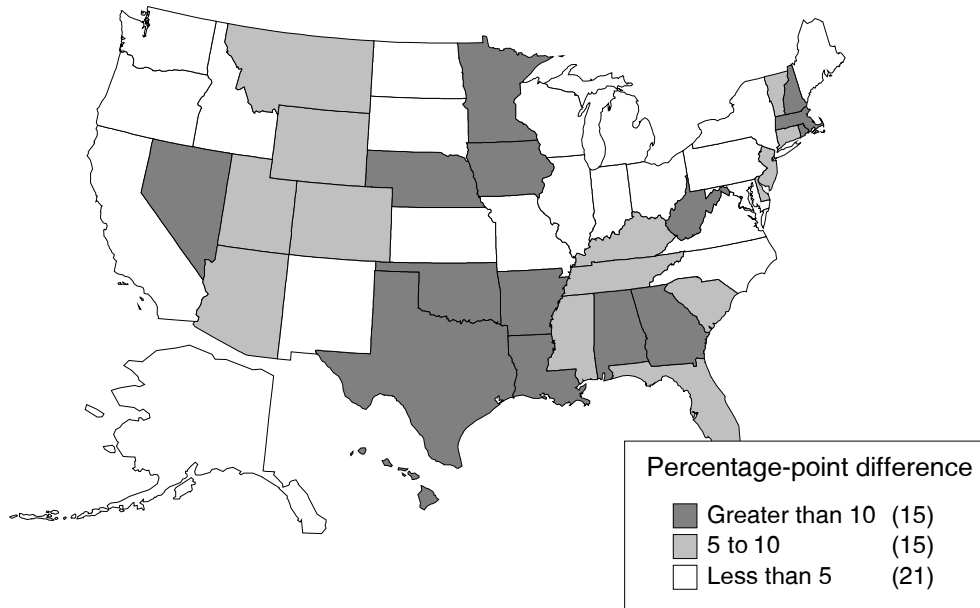 Percentage-point difference
Greater than 10 (15)
5 to 10 (15)
Less than 5 (21)